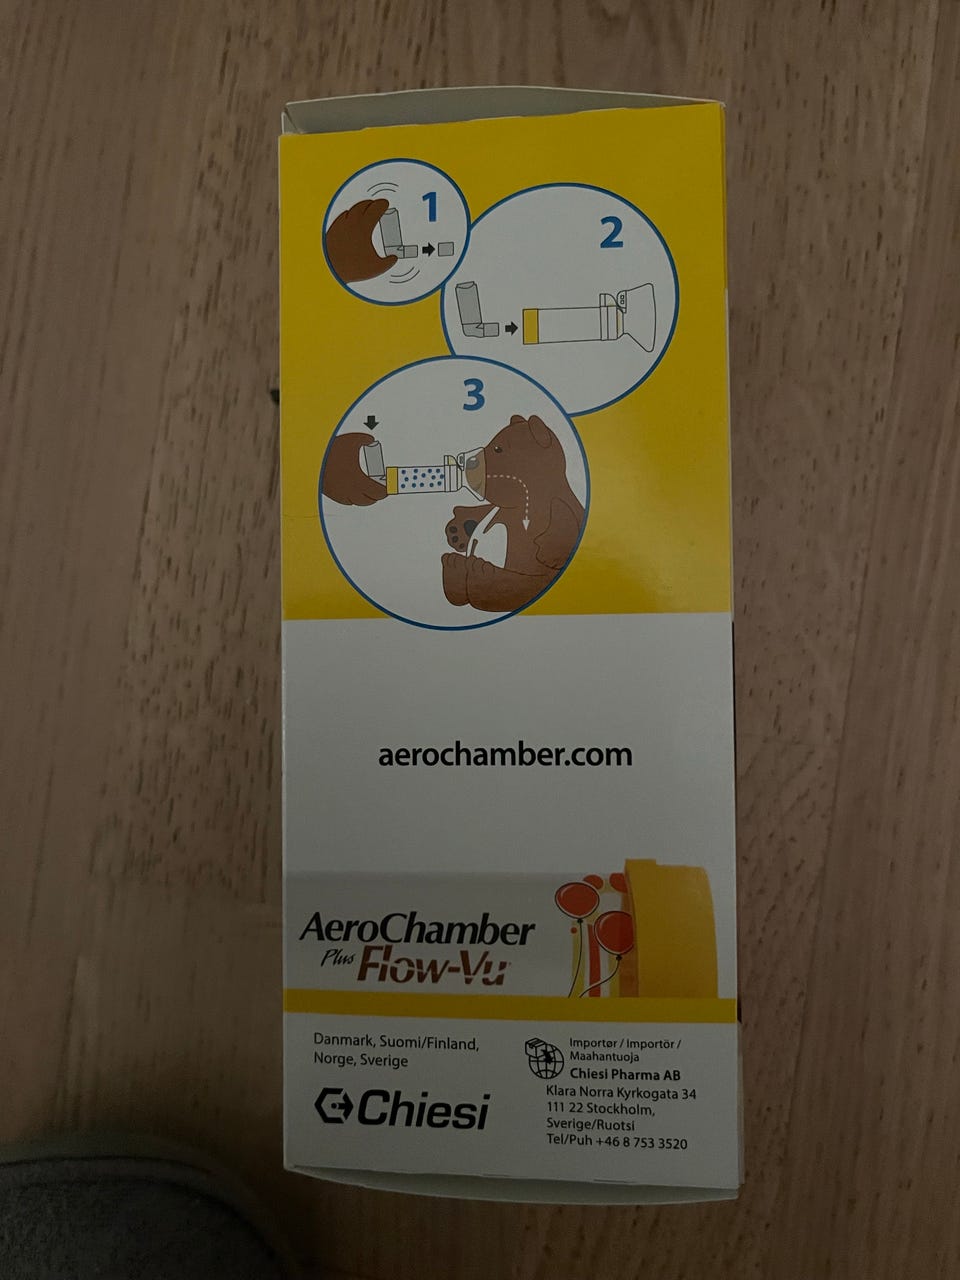 1
2
3
aerochamber.com
AeroChamber
Plus Flow-Vu
Danmark, Suomi/Finland,
Norge, Sverige
Chiesi
Importør / Importör /
Maahantuoja
Chiesi Pharma AB
Klara Norra Kyrkogata 34
111 22 Stockholm,
Sverige/Ruotsi
Tel/Puh +46 8 753 3520